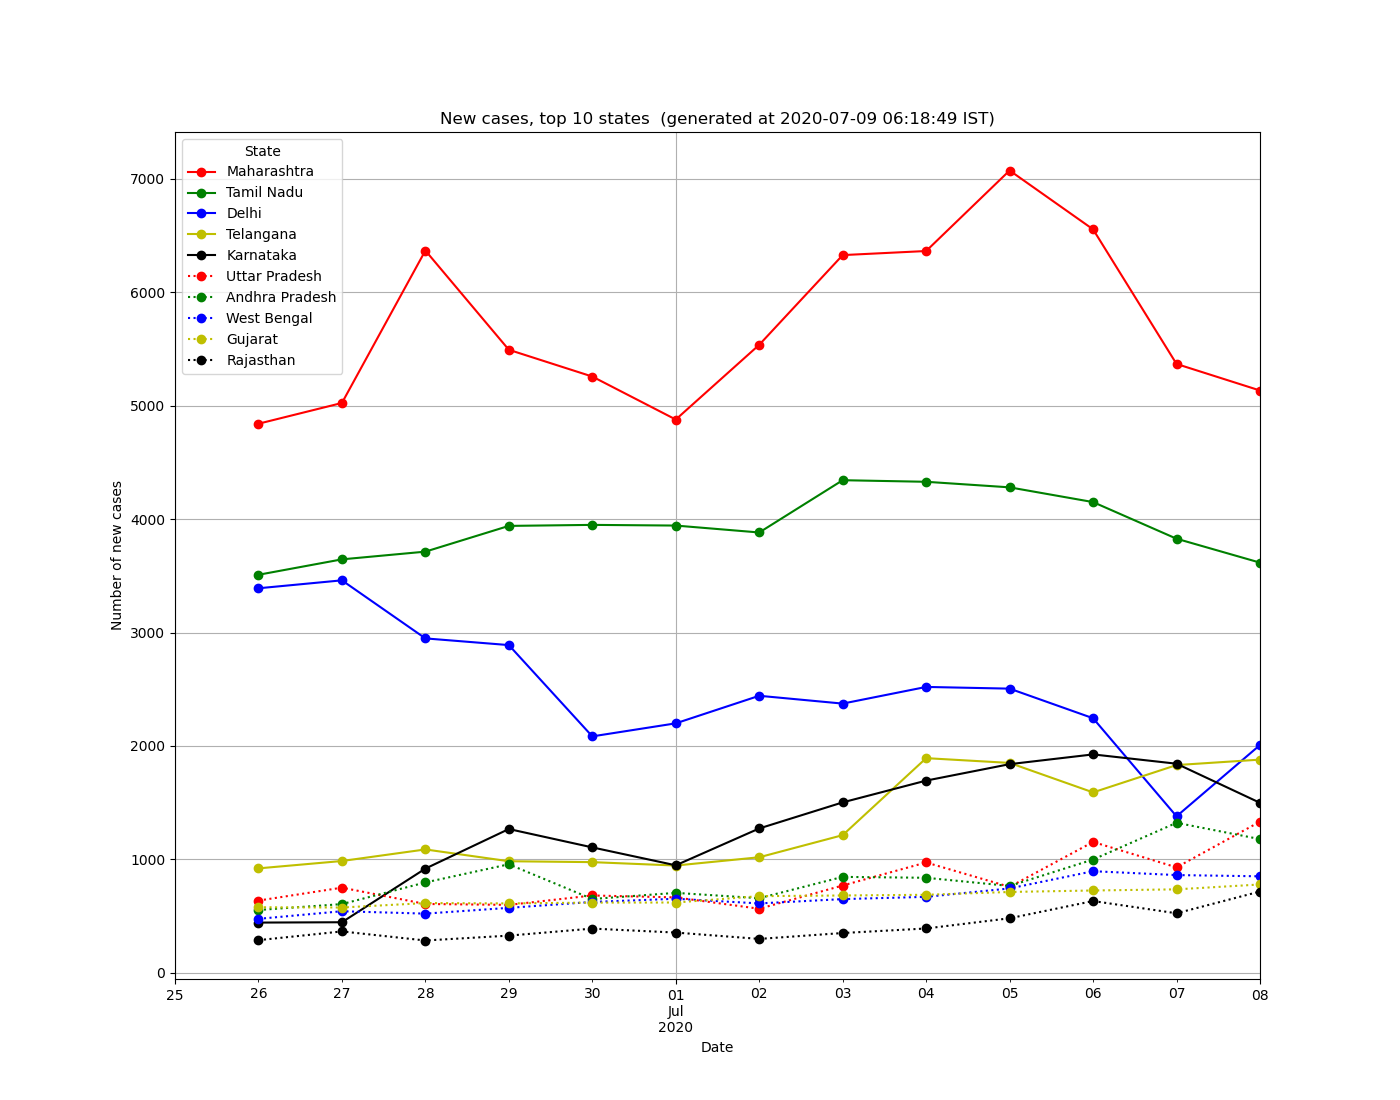 New cases, top 10 states  (generated at 2020-07-09 06:18:49 IST)
State
Maharashtra
Tamil Nadu
Delhi
Telangana
Karnataka
Uttar Pradesh
Andhra Pradesh
West Bengal
Gujarat
Rajasthan
7000
6000
5000
4000
3000
2000
1000
0
Number of new cases
25 26 27 28 29 30 01 02 03 04 05 06 07 08
Jul
2020
Date